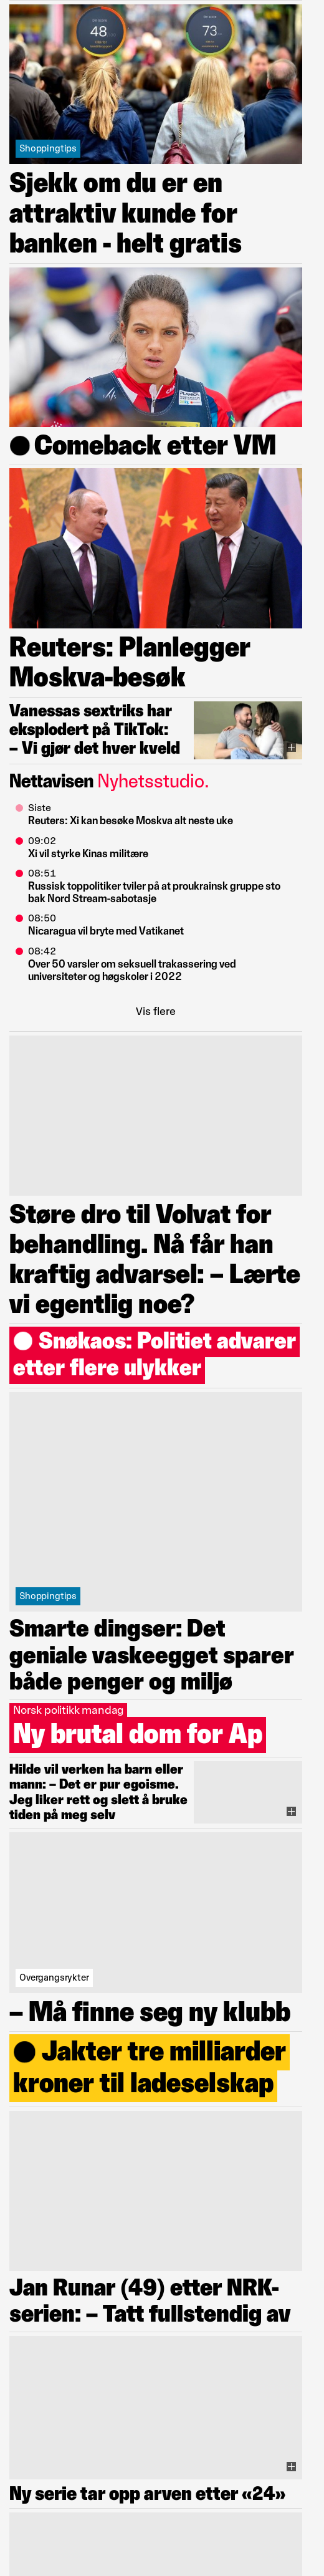 48
73
Shoppingtips
Sjekk om du er en
attraktiv kunde for
banken - helt gratis
Comeback etter VM
Reuters: Planlegger
Moskva-besøk
Vanessas sextriks har
eksplodert på TikTok:
– Vi gjør det hver kveld
Nettavisen Nyhetsstudio.
Siste
Reuters: Xi kan besøke Moskva alt neste uke
09:02
Xi vil styrke Kinas militære
08:51
Russisk toppolitiker tviler på at proukrainsk gruppe sto
bak Nord Stream-sabotasje
08:50
Nicaragua vil bryte med Vatikanet
08:42
Over 50 varsler om seksuell trakassering ved
universiteter og høgskoler i 2022
Vis flere
Støre dro til Volvat for
behandling. Nå får han
kraftig advarsel: – Lærte
vi egentlig noe?
Snøkaos: Politiet advarer
etter flere ulykker
Shoppingtips
Smarte dingser: Det
geniale vaskeegget sparer
både penger og miljø
Norsk politikk mandag
Ny brutal dom for Ap
Hilde vil verken ha barn eller
mann: – Det er pur egoisme.
Jeg liker rett og slett å bruke
tiden på meg selv
Overgangsrykter
– Må finne seg ny klubb
Jakter tre milliarder
kroner til ladeselskap
Jan Runar (49) etter NRK-
serien: – Tatt fullstendig av
Ny serie tar opp arven etter «24»